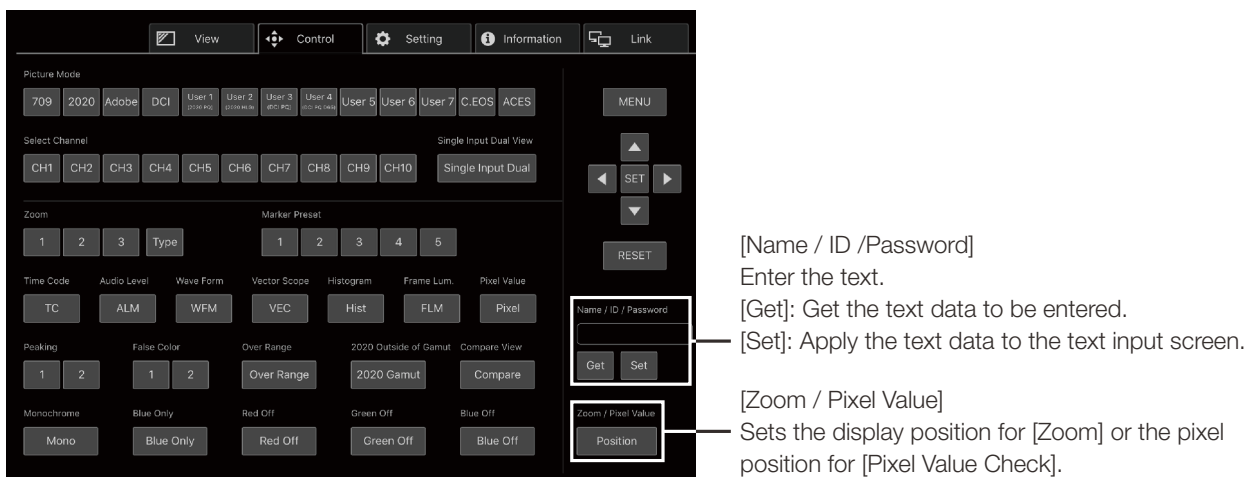 View Control Setting Information Link
Picture Mode
709 2020 Adobe DCI User 1 (2020 PQ) User 2 (2020 HLG) User 3 (DCI PQ) User 4 User 5 User 6 User 7 C.EOS ACES
MENU
Select Channel Single Input Dual View
CH1 CH2 CH3 CH4 CH5 CH6 CH7 CH8 CH9 CH10 Single Input Dual
SET
Zoom Marker Preset
1 2 3 Type 1 2 3 4 5
RESET
Time Code Audio Level Wave Form Vector Scope Histogram Frame Lum. Pixel Value
TC ALM WFM VEC Hist FLM Pixel
Name / ID / Password
Get Set
Peaking False Color Over Range 2020 Outside of Gamut Compare View
1 2 1 2 Over Range 2020 Gamut Compare
Monochrome Blue Only Red Off Green Off Blue Off
Mono Blue Only Red Off Green Off Blue Off
Zoom / Pixel Value
Position
[Name / ID /Password]
Enter the text.
[Get]: Get the text data to be entered.
[Set]: Apply the text data to the text input screen.
[Zoom / Pixel Value]
Sets the display position for [Zoom] or the pixel
position for [Pixel Value Check].